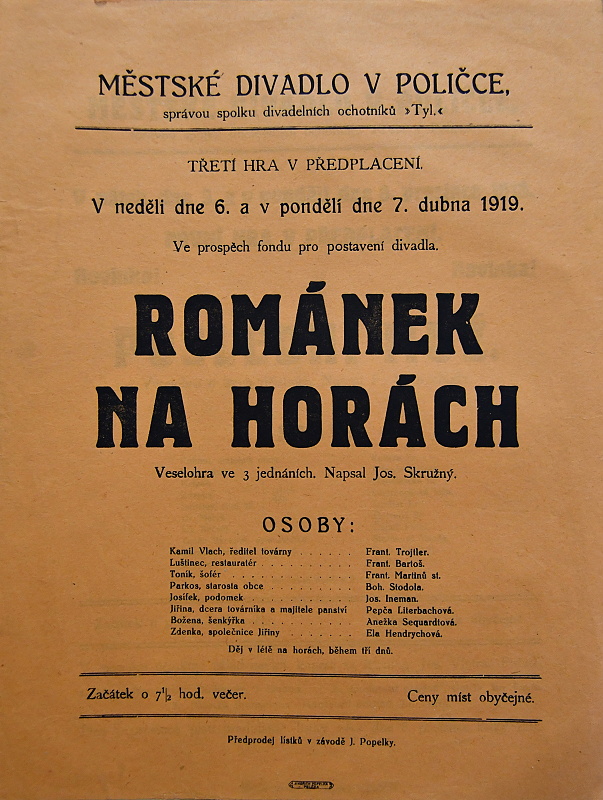 MĚSTSKÉ DIVADLO V POLIČCE,
správou spolku divadelních ochotníků »Tyl.«
TŘETÍ HRA V PŘEDPLACENÍ.
V neděli dne 6. a v pondělí dne 7. dubna 1919.
Ve prospěch fondu pro postavení divadla.
ROMÁNEK
NA HORÁCH
Veselohra ve 3 jednáních. Napsal Jos. Skružný.
OSOBY:
Kamil Vlach, ředitel továrny . . . . . . Frant. Trojtler.
Luštinec, restauratér . . . . . . . . . . Frant. Bartoš.
Toník, šofér . . . . . . . . . . . . . Frant. Martinů st.
Parkos, starosta obce . . . . . . . . . Boh. Stodola.
Josífek, podomek . . . . . . . . . . . Jos. Ineman.
Jiřina, dcera továrníka a majitele panství Pepča Literbachová.
Božena, šenkýřka . . . . . . . . . . . Anežka Sequardtová.
Zdenka, společnice Jiřiny . . . . . . . Ela Hendrychová.
Děj v létě na horách, během tří dnů.
Začátek o 7½ hod. večer. Ceny míst obyčejné.
Předprodej lístků v závodě J. Popelky.